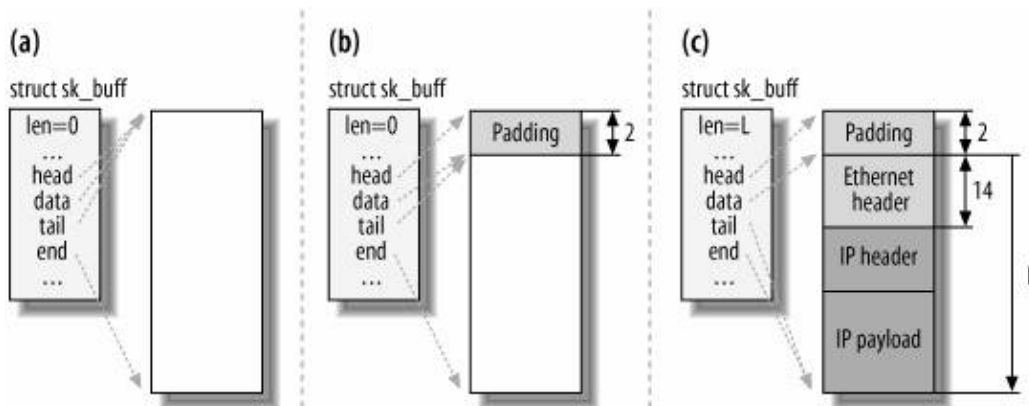 (a)
struct sk_buff
len=0
...
head
data
tail
end
...
(b)
struct sk_buff
len=0
...
head
data
tail
end
...
Padding
2
(c)
struct sk_buff
len=L
...
head
data
tail
end
...
Padding
2
Ethernet
header
14
IP header
IP payload